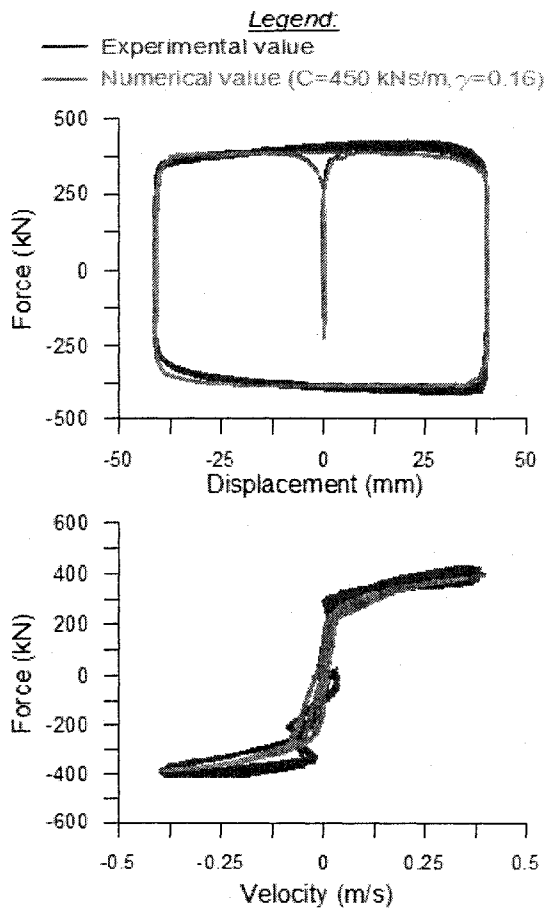 Legend:
Experimental value
Numerical value (C=450 kNs/m, γ=0.16)
500
250
0
-250
-500
Force (kN)
-50 -25 0 25 50
Displacement (mm)
600
400
200
0
-200
-400
-600
Force (kN)
-0.5 -0.25 0 0.25 0.5
Velocity (m/s)